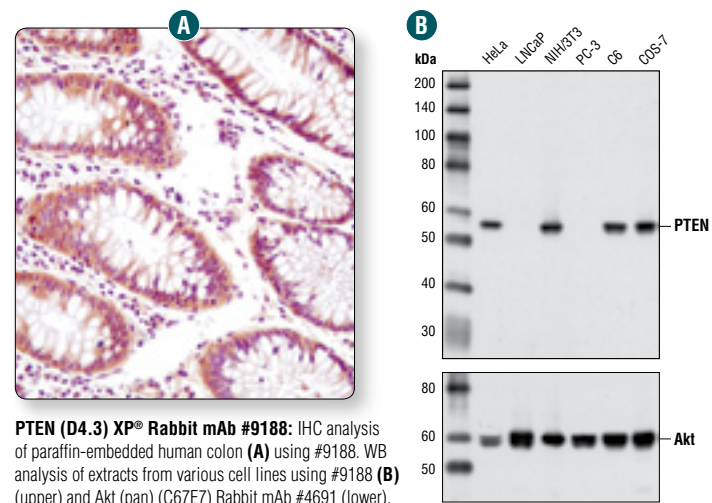 A
B
kDa
HeLa
LNCaP
NIH/3T3
PC-3
C6
COS-7
200
140
100
80
60
50
40
30
PTEN
80
60
50
Akt
PTEN (D4.3) XP® Rabbit mAb #9188: IHC analysis
of paraffin-embedded human colon (A) using #9188. WB
analysis of extracts from various cell lines using #9188 (B)
(upper) and Akt (pan) (C67E7) Rabbit mAb #4691 (lower).